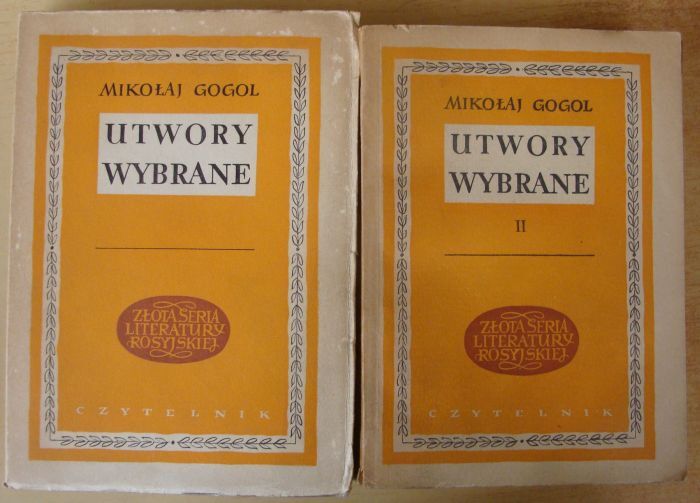 MIKOŁAJ GOGOL
UTWORY
WYBRANE
ZŁOTA SERIA
LITERATURY
ROSYJSKIEJ
CZYTELNIK
MIKOŁAJ GOGOL
UTWORY
WYBRANE
II
ZŁOTA SERIA
LITERATURY
ROSYJSKIEJ
CZYTELNIK